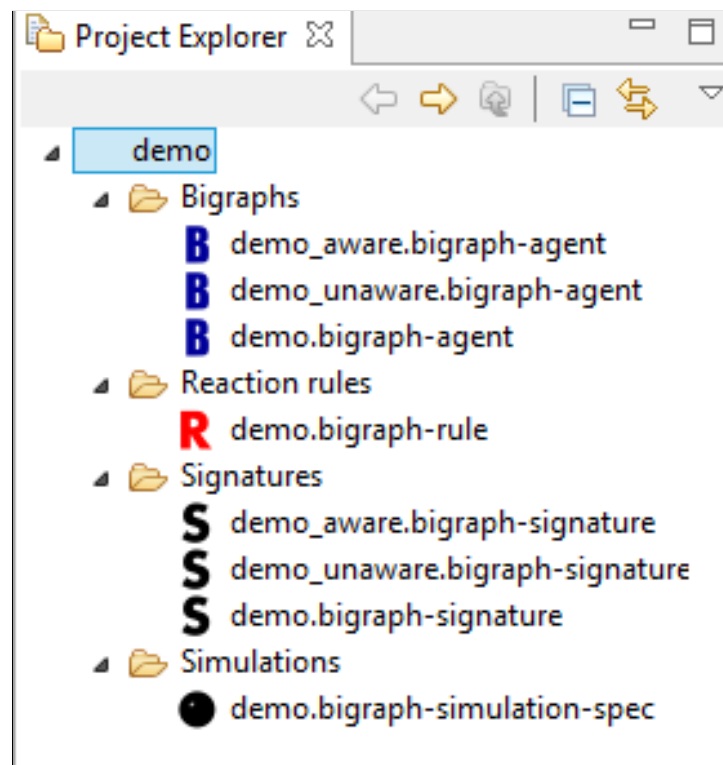 Project Explorer
demo
Bigraphs
B demo_aware.bigraph-agent
B demo_unaware.bigraph-agent
B demo.bigraph-agent
Reaction rules
R demo.bigraph-rule
Signatures
S demo_aware.bigraph-signature
S demo_unaware.bigraph-signature
S demo.bigraph-signature
Simulations
demo.bigraph-simulation-spec